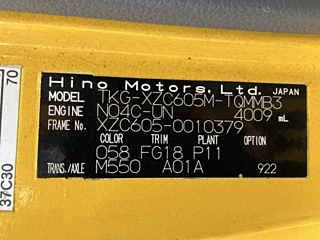 Hino Motors, Ltd. JAPAN
MODEL TKG-XZC605M-TQMMB3
ENGINE N04C-UN 4009 mL
FRAME No. XZC605-0010379
COLOR TRIM PLANT OPTION
058 FG18 P11
TRANS./AXLE M550 A01A 922
70
37C30